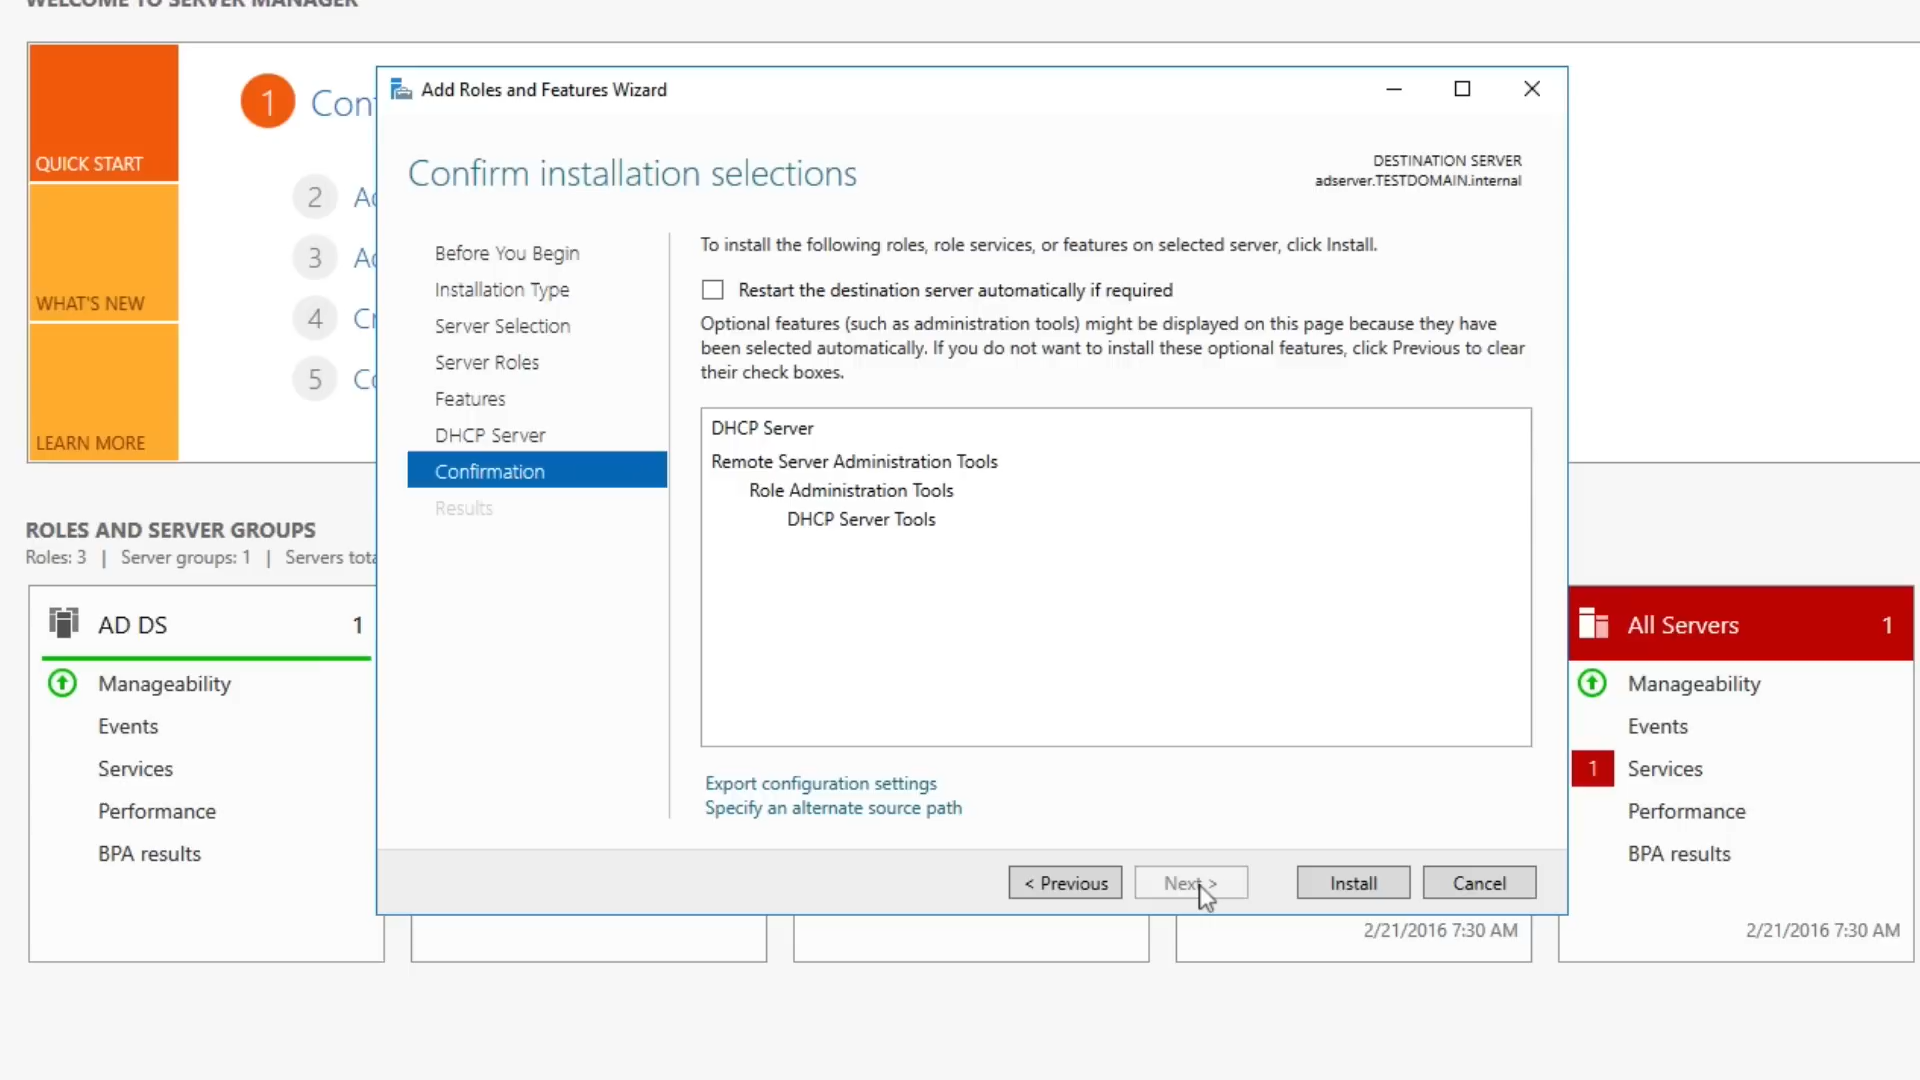 WELCOME TO SERVER MANAGER
QUICK START
WHAT'S NEW
LEARN MORE
1
2
3
4
5
Add Roles and Features Wizard
Confirm installation selections
DESTINATION SERVER
adserver.TESTDOMAIN.internal
Before You Begin
Installation Type
Server Selection
Server Roles
Features
DHCP Server
Confirmation
Results
To install the following roles, role services, or features on selected server, click Install.
Restart the destination server automatically if required
Optional features (such as administration tools) might be displayed on this page because they have
been selected automatically. If you do not want to install these optional features, click Previous to clear
their check boxes.
DHCP Server
Remote Server Administration Tools
Role Administration Tools
DHCP Server Tools
Export configuration settings
Specify an alternate source path
< Previous
Next >
Install
Cancel
ROLES AND SERVER GROUPS
Roles: 3 | Server groups: 1 | Servers
AD DS 1
Manageability
Events
Services
Performance
BPA results
2/21/2016 7:30 AM
All Servers 1
Manageability
Events
1 Services
Performance
BPA results
2/21/2016 7:30 AM